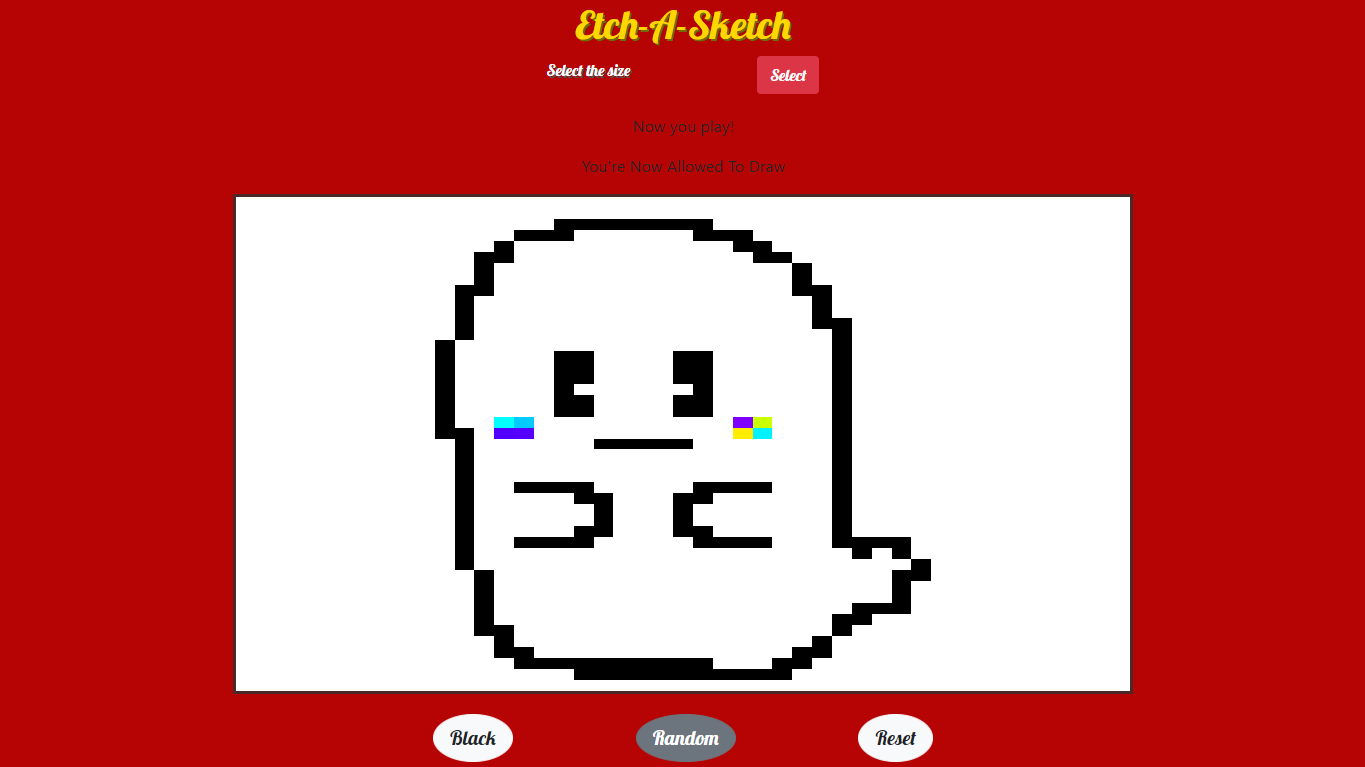 Etch-A-Sketch
Select the size
Select
Now you play!
You're Now Allowed To Draw
Black
Random
Reset